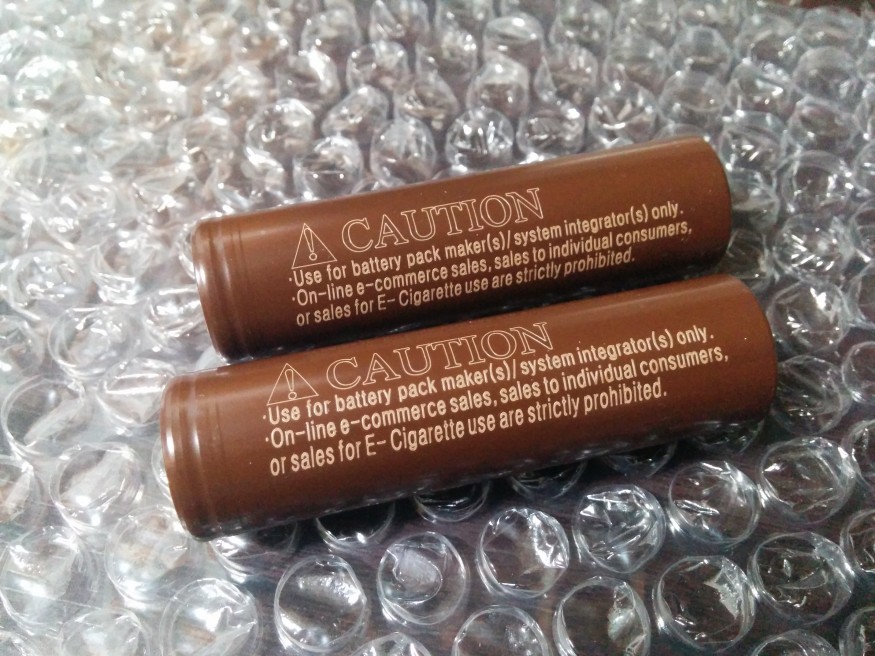 CAUTION
·Use for battery pack maker(s)/ system integrator(s) only.
·On-line e-commerce sales, sales to individual consumers,
or sales for E- Cigarette use are strictly prohibited.
CAUTION
·Use for battery pack maker(s)/ system integrator(s) only.
·On-line e-commerce sales, sales to individual consumers,
or sales for E- Cigarette use are strictly prohibited.